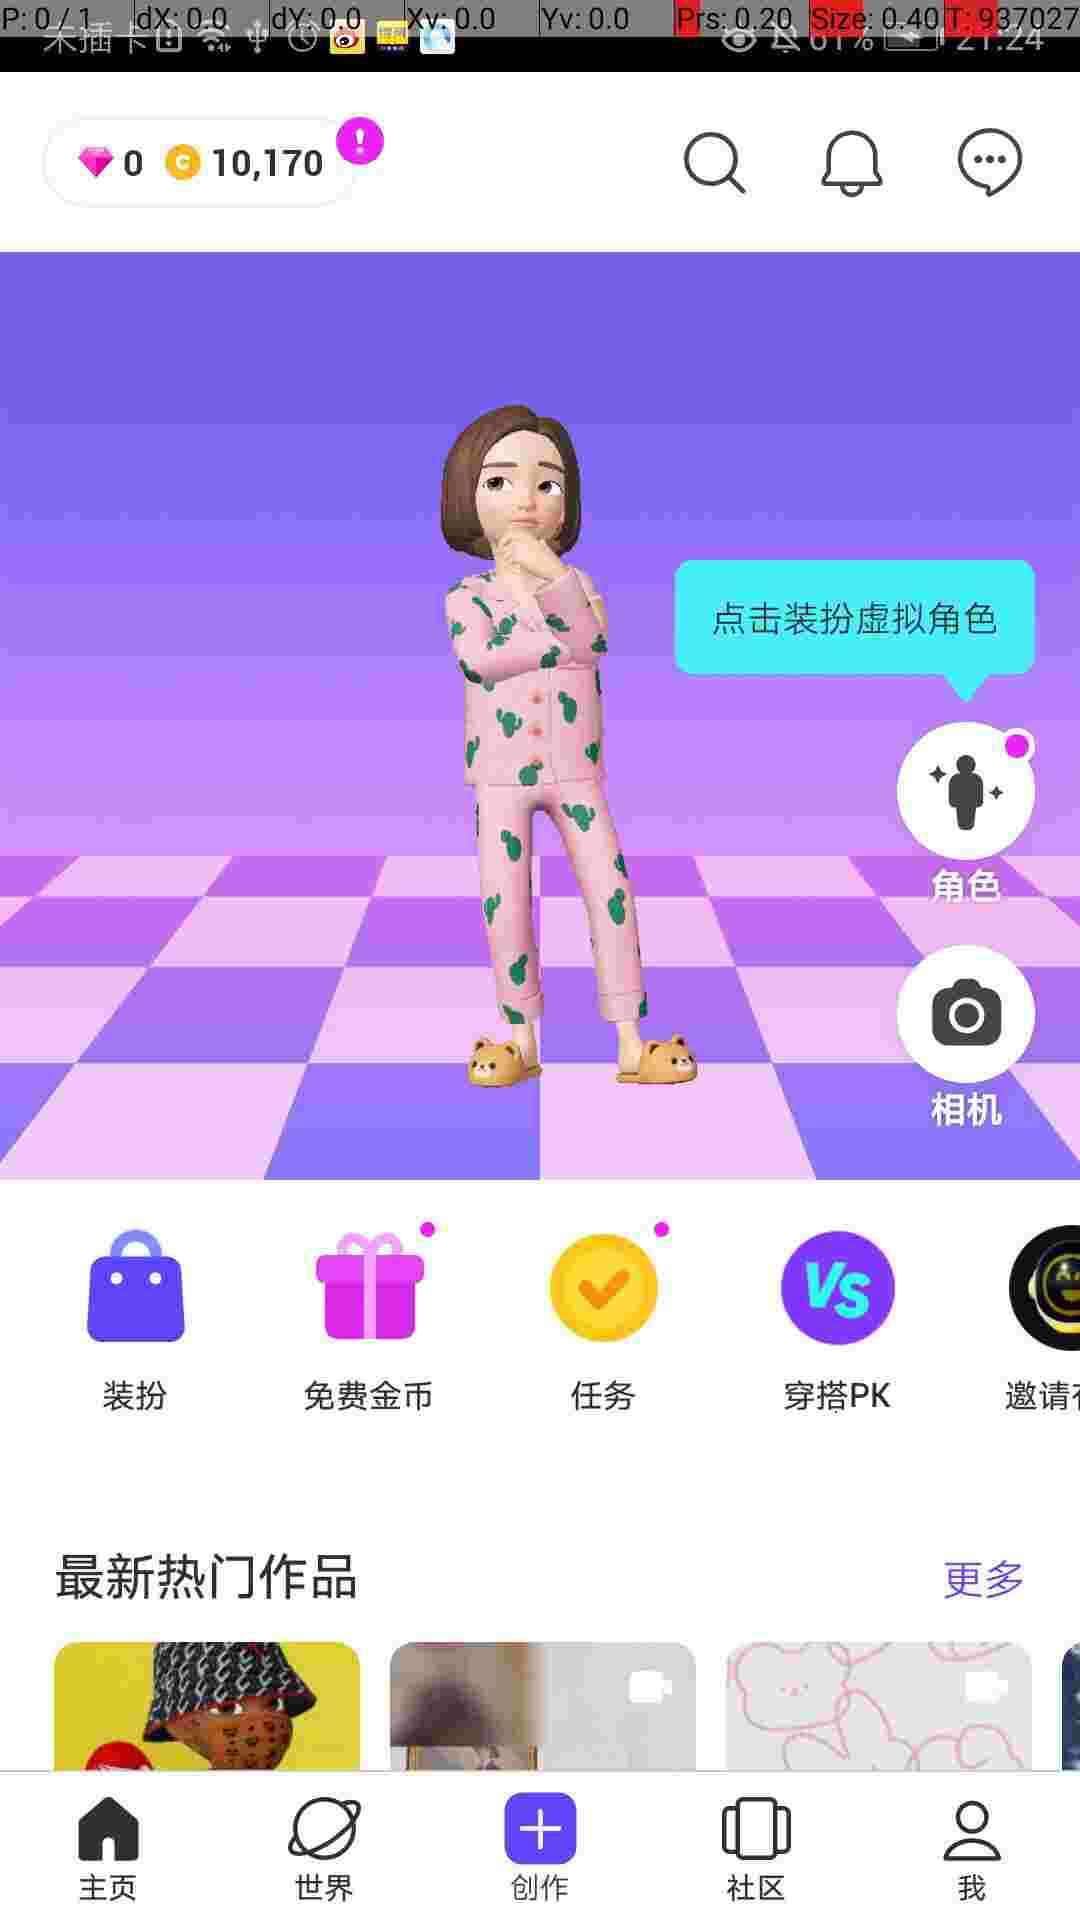 P: 0 / 1 dX: 0.0 dY: 0.0 Xv: 0.0 Yv: 0.0 Prs: 0.20 Size: 0.40 T: 937027
未插卡 61% 21:24
0 C 10,170 !
点击装扮虚拟角色
角色
相机
VS
装扮 免费金币 任务 穿搭PK 邀请
最新热门作品 更多
主页 世界 创作 社区 我